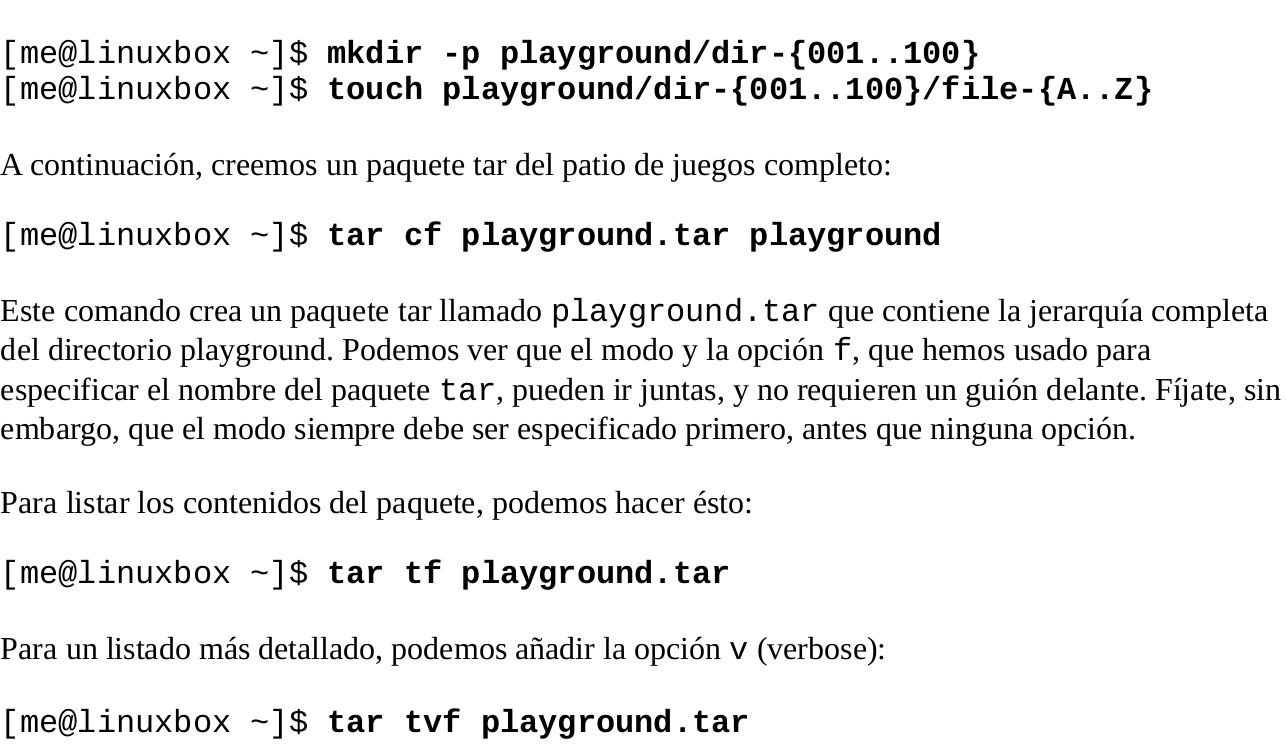 [me@linuxbox ~]$ mkdir -p playground/dir-{001..100}
[me@linuxbox ~]$ touch playground/dir-{001..100}/file-{A..Z}
A continuación, creemos un paquete tar del patio de juegos completo:
[me@linuxbox ~]$ tar cf playground.tar playground
Este comando crea un paquete tar llamado playground.tar que contiene la jerarquía completa
del directorio playground. Podemos ver que el modo y la opción f, que hemos usado para
especificar el nombre del paquete tar, pueden ir juntas, y no requieren un guión delante. Fíjate, sin
embargo, que el modo siempre debe ser especificado primero, antes que ninguna opción.
Para listar los contenidos del paquete, podemos hacer ésto:
[me@linuxbox ~]$ tar tf playground.tar
Para un listado más detallado, podemos añadir la opción v (verbose):
[me@linuxbox ~]$ tar tvf playground.tar